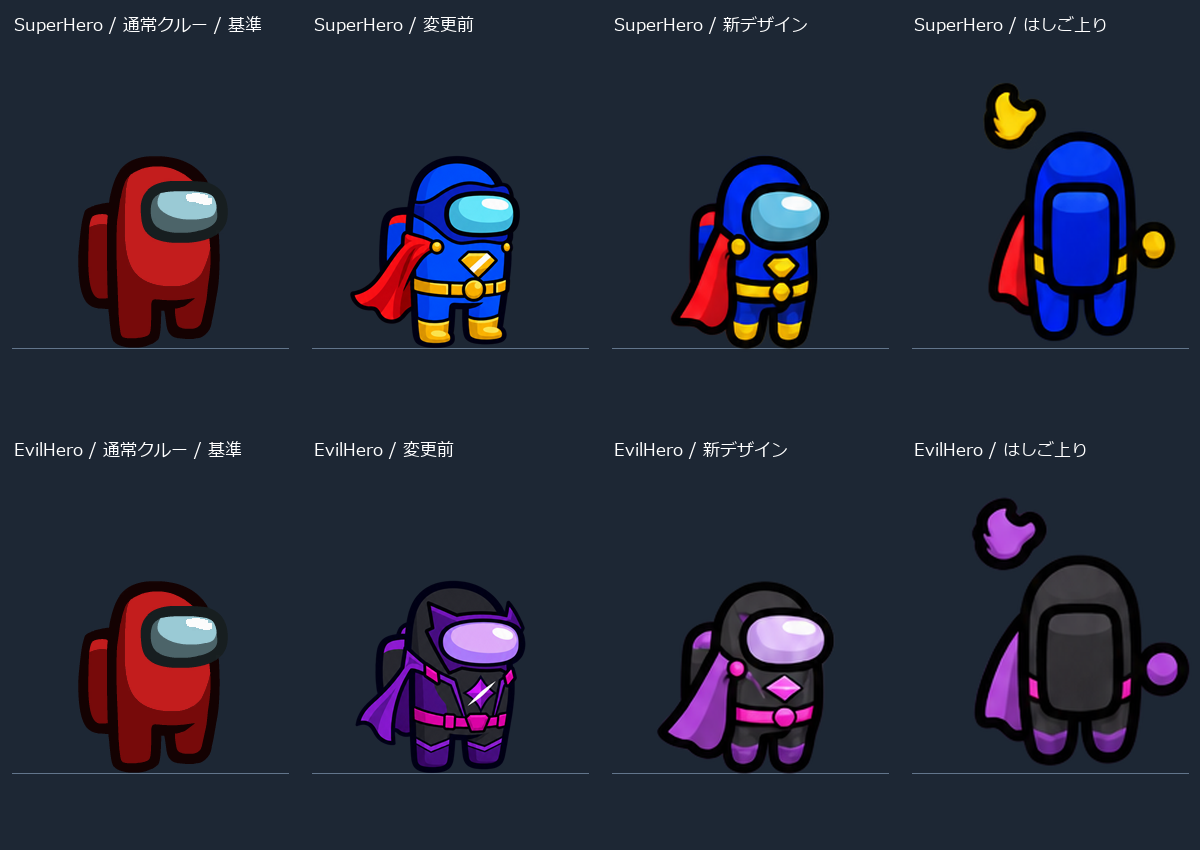 SuperHero / 通常クルー / 基準
SuperHero / 変更前
SuperHero / 新デザイン
SuperHero / はしご上り
EvilHero / 通常クルー / 基準
EvilHero / 変更前
EvilHero / 新デザイン
EvilHero / はしご上り